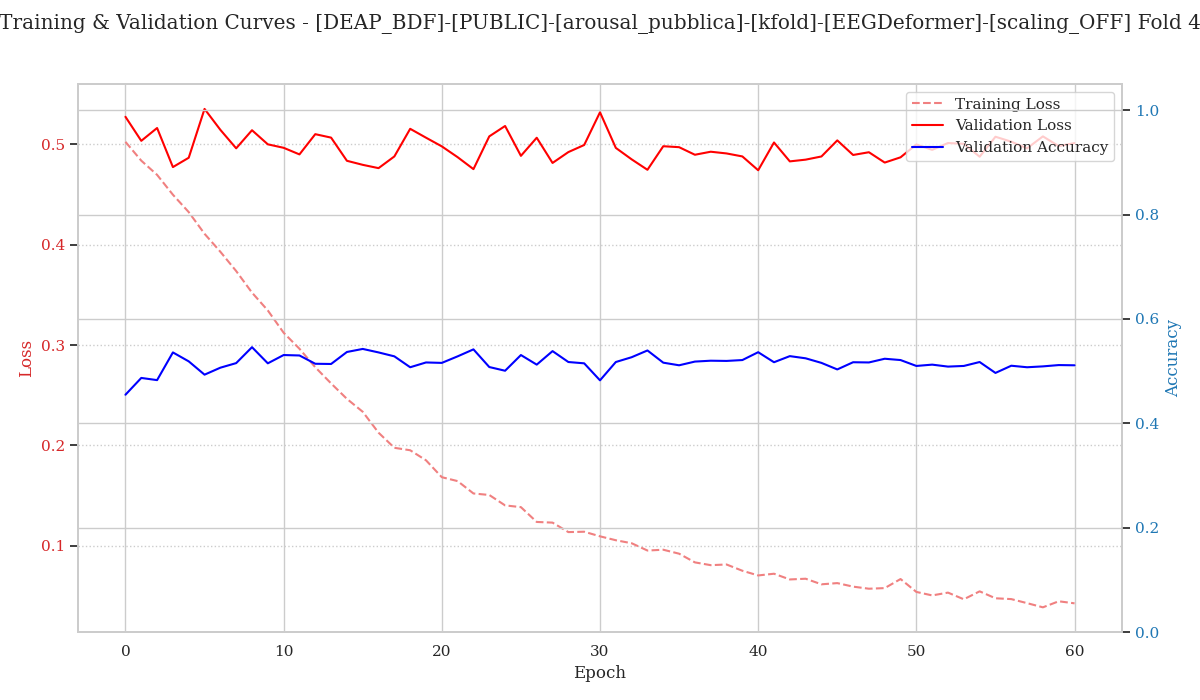 Training & Validation Curves - [DEAP_BDF]-[PUBLIC]-[arousal_pubblica]-[kfold]-[EEGDeformer]-[scaling_OFF] Fold 4
Training Loss
Validation Loss
Validation Accuracy
0.5
0.4
0.3
0.2
0.1
Loss
1.0
0.8
0.6
0.4
0.2
0.0
Accuracy
0
10
20
30
40
50
60
Epoch